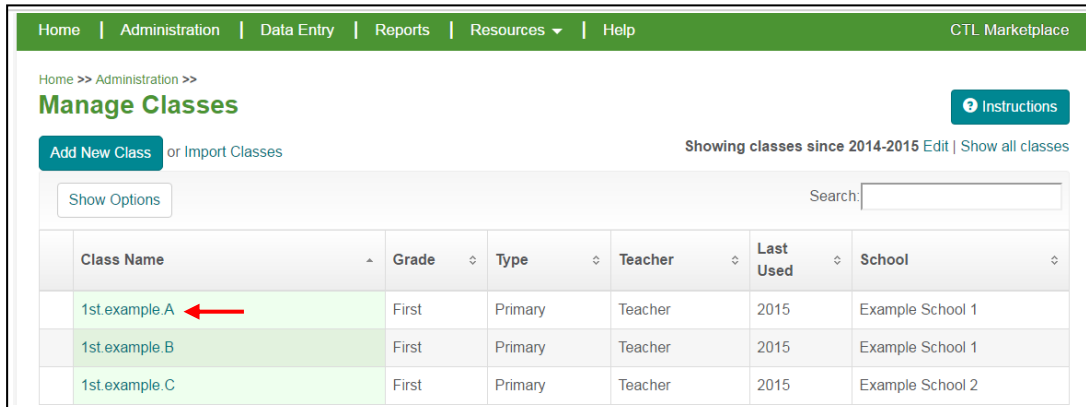 Home | Administration | Data Entry | Reports | Resources | Help CTL Marketplace
Home >> Administration >>
Manage Classes
Instructions
Add New Class or Import Classes Showing classes since 2014-2015 Edit | Show all classes
Show Options Search:
Class Name Grade Type Teacher Last Used School
1st.example.A First Primary Teacher 2015 Example School 1
1st.example.B First Primary Teacher 2015 Example School 1
1st.example.C First Primary Teacher 2015 Example School 2